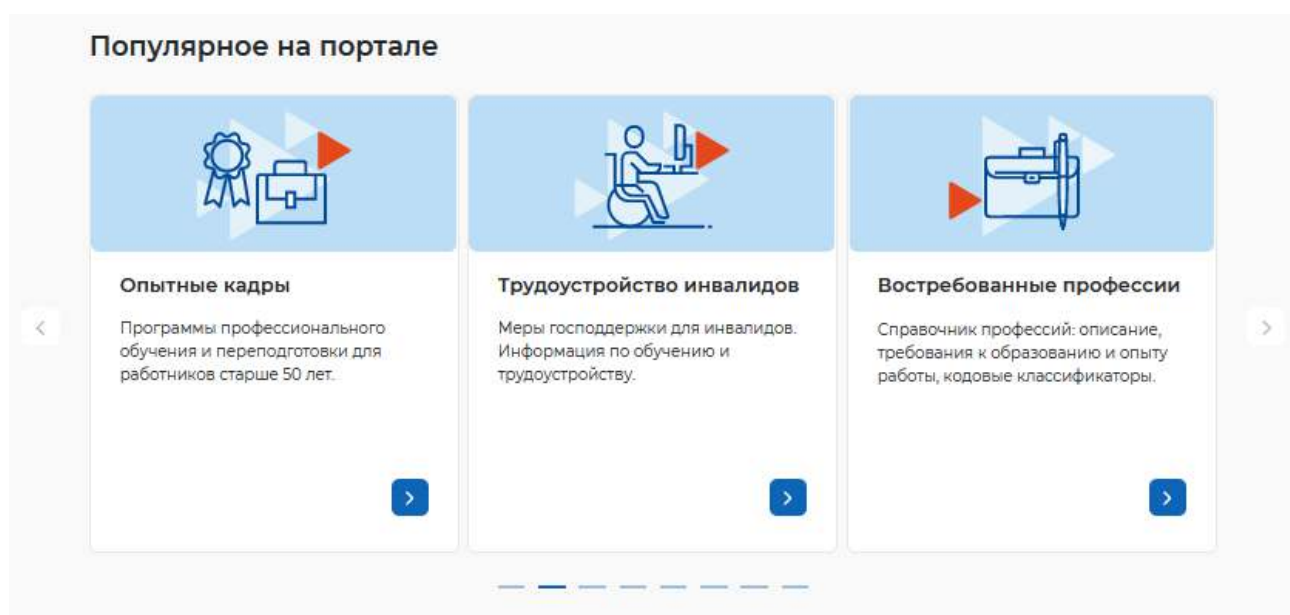 Популярное на портале
Опытные кадры
Программы профессионального
обучения и переподготовки для
работников старше 50 лет.
Трудоустройство инвалидов
Меры господдержки для инвалидов.
Информация по обучению и
трудоустройству.
Востребованные профессии
Справочник профессий: описание,
требования к образованию и опыту
работы, кодовые классификаторы.